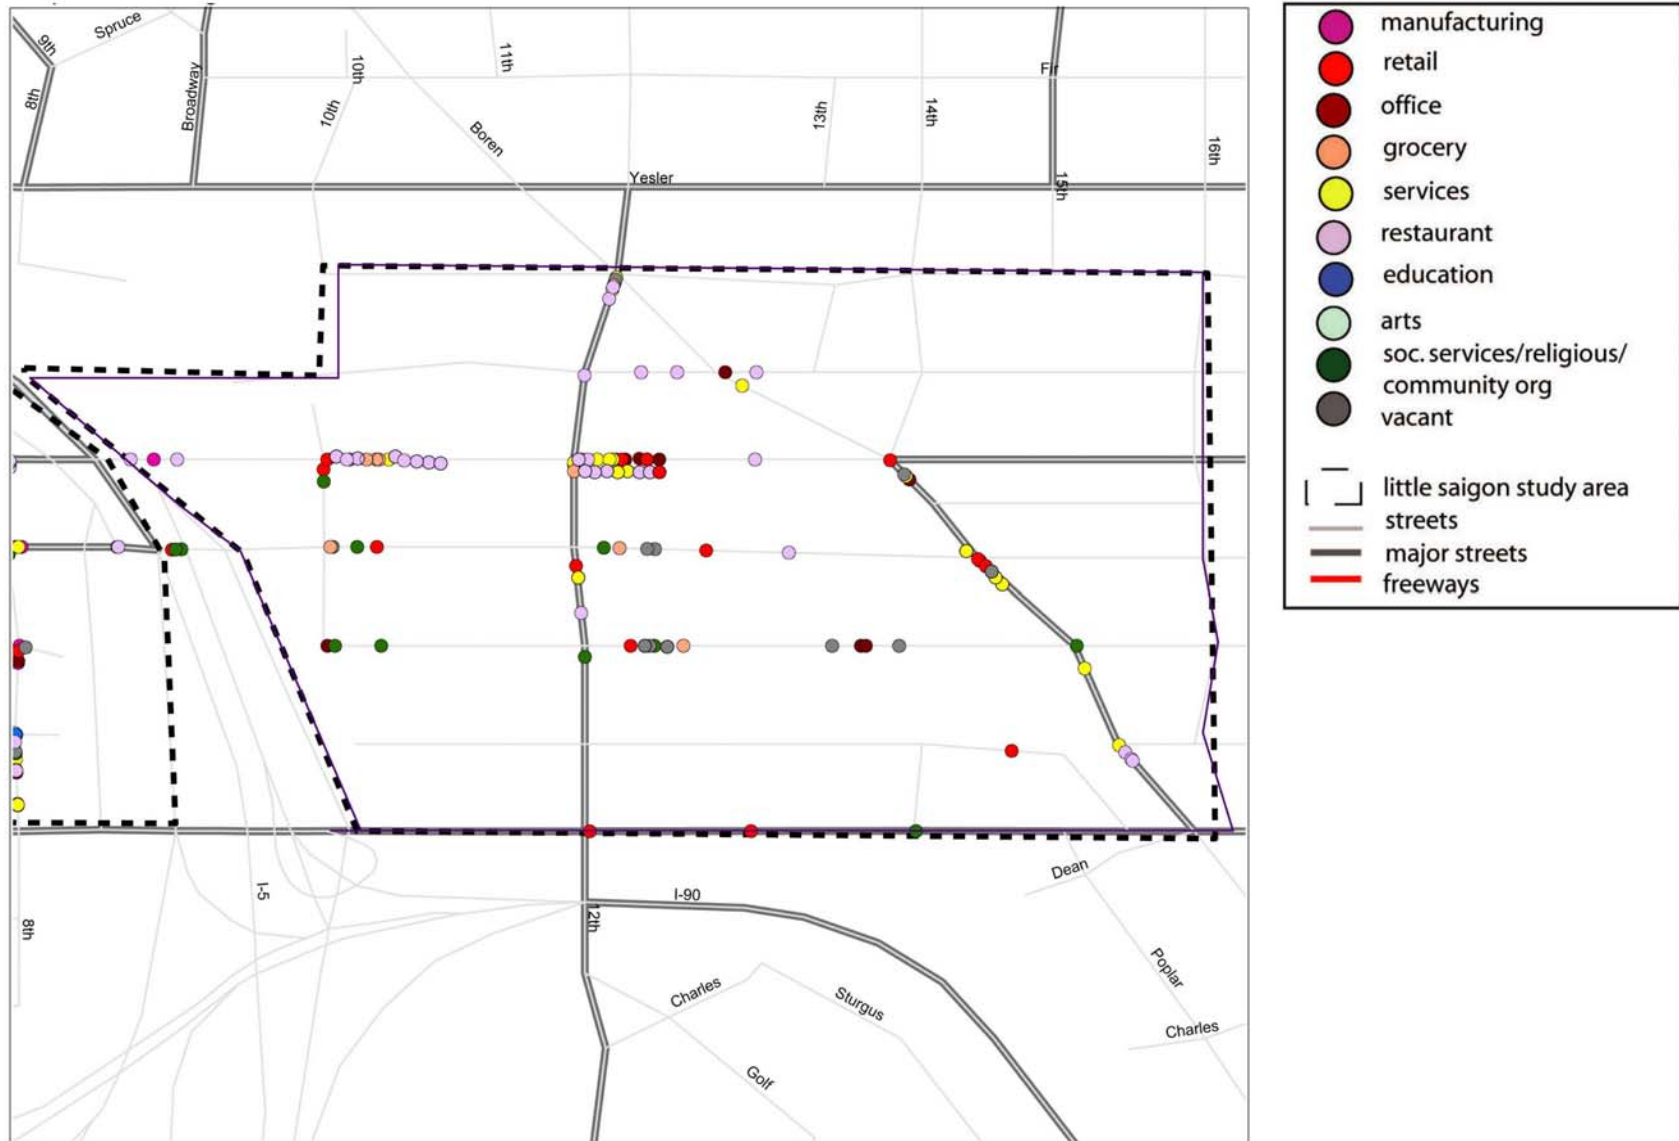 Spruce
9th
8th
Broadway
10th
10th
11th
Boren
Fir
13th
14th
16th
Yesler
15th
I-5
8th
12th
I-90
Dean
Poplar
Charles
Sturgus
Charles
Golf
manufacturing
retail
office
grocery
services
restaurant
education
arts
soc. services/religious/
community org
vacant
little saigon study area
streets
major streets
freeways